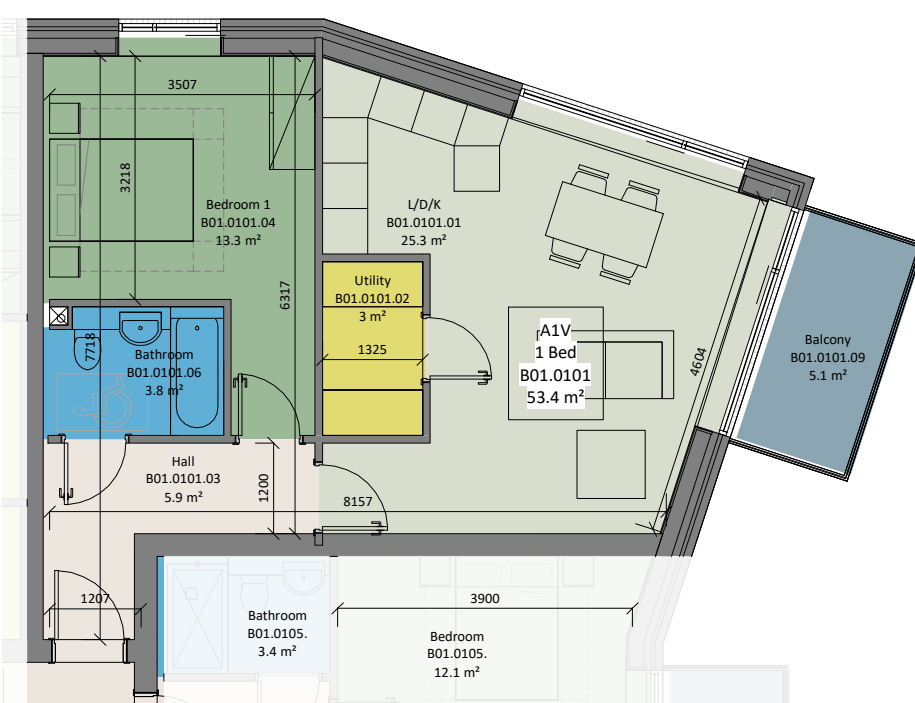 3507
3218
Bedroom 1
B01.0101.04
13.3 m²
L/D/K
B01.0101.01
25.3 m²
6317
Utility
B01.0101.02
3 m²
1325
7718
Bathroom
B01.0101.06
3.8 m²
A1V
1 Bed
B01.0101
53.4 m²
4604
Balcony
B01.0101.09
5.1 m²
Hall
B01.0101.03
5.9 m²
1200
8157
1207
Bathroom
B01.0105.
3.4 m²
3900
Bedroom
B01.0105.
12.1 m²